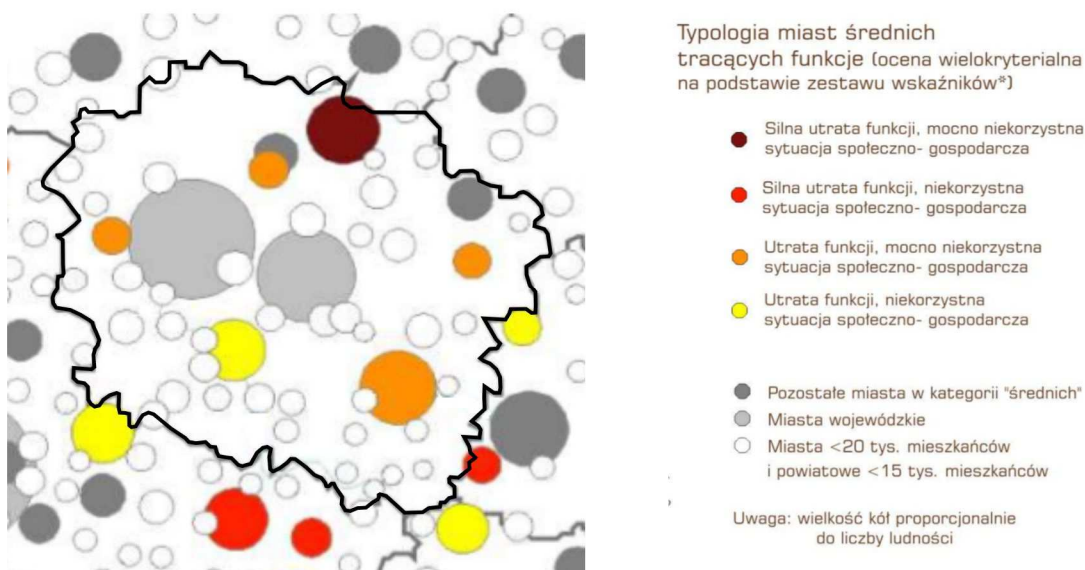 Typologia miast średnich
tracących funkcje (ocena wielokryterialna
na podstawie zestawu wskaźników*)
Silna utrata funkcji, mocno niekorzystna
sytuacja społeczno- gospodarcza
Silna utrata funkcji, niekorzystna
sytuacja społeczno- gospodarcza
Utrata funkcji, mocno niekorzystna
sytuacja społeczno- gospodarcza
Utrata funkcji, niekorzystna
sytuacja społeczno- gospodarcza
Pozostałe miasta w kategorii "średnich"
Miasta wojewódzkie
Miasta <20 tys. mieszkańców
i powiatowe <15 tys. mieszkańców
Uwaga: wielkość kół proporcjonalnie
do liczby ludności